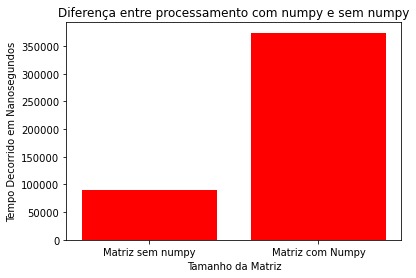 Diferença entre processamento com numpy e sem numpy
Tempo Decorrido em Nanosegundos
350000
300000
250000
200000
150000
100000
50000
0
Matriz sem numpy
Matriz com Numpy
Tamanho da Matriz